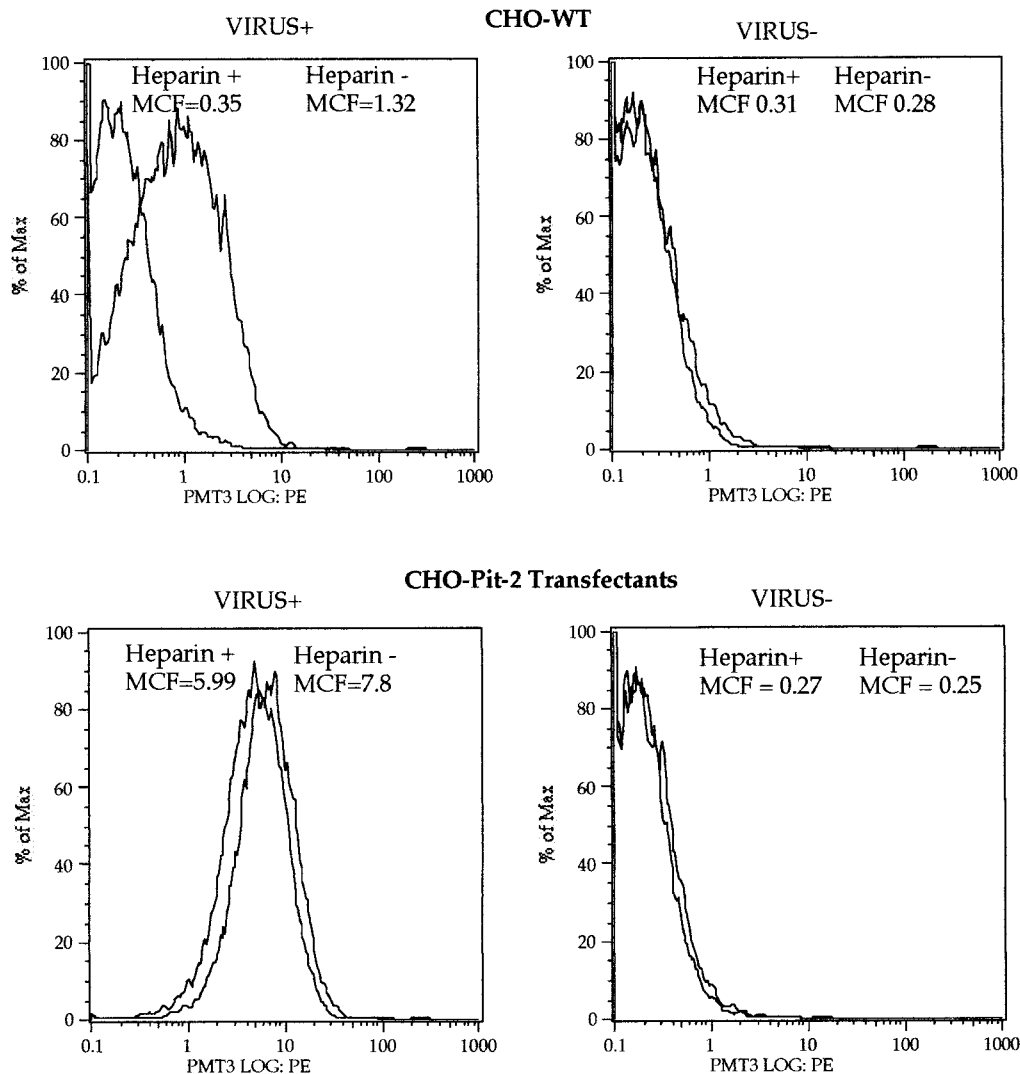 CHO-WT
VIRUS+
Heparin + Heparin -
MCF=0.35 MCF=1.32
% of Max
100
80
60
40
20
0
0.1 1 10 100 1000
PMT3 LOG: PE
VIRUS-
Heparin+ Heparin-
MCF 0.31 MCF 0.28
% of Max
100
80
60
40
20
0
0.1 1 10 100 1000
PMT3 LOG: PE
CHO-Pit-2 Transfectants
VIRUS+
Heparin + Heparin -
MCF=5.99 MCF=7.8
% of Max
100
80
60
40
20
0
0.1 1 10 100 1000
PMT3 LOG: PE
VIRUS-
Heparin+ Heparin-
MCF = 0.27 MCF = 0.25
% of Max
100
80
60
40
20
0
0.1 1 10 100 1000
PMT3 LOG: PE